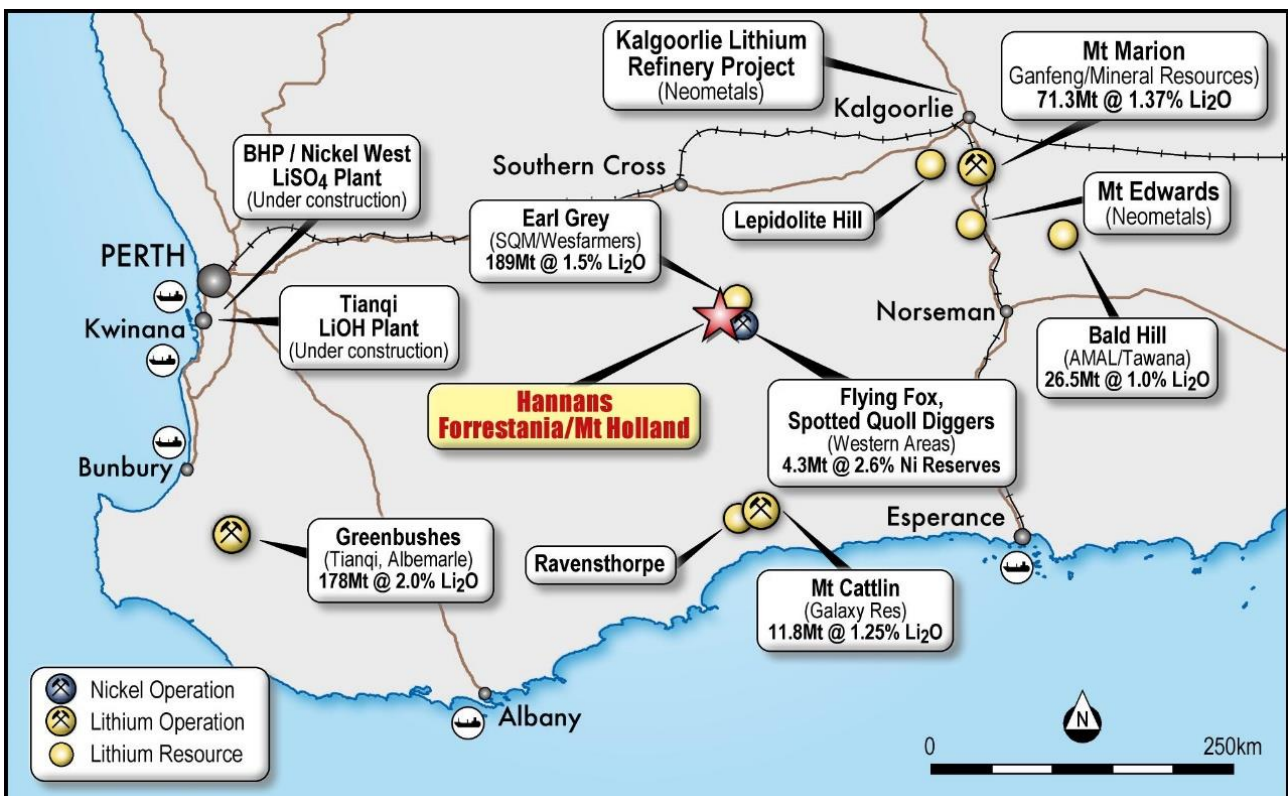 Kalgoorlie Lithium
Refinery Project
(Neometals)
Mt Marion
Ganfeng/Mineral Resources)
71.3Mt @ 1.37% Li₂O
Kalgoorlie
BHP / Nickel West
LiSO₄ Plant
(Under construction)
Southern Cross
Earl Grey
(SQM/Wesfarmers)
189Mt @ 1.5% Li₂O
Lepidolite Hill
Mt Edwards
(Neometals)
PERTH
Kwinana
Tianqi
LiOH Plant
(Under construction)
Norseman
Bald Hill
(AMAL/Tawana)
26.5Mt @ 1.0% Li₂O
Hannans
Forrestania/Mt Holland
Flying Fox,
Spotted Quoll Diggers
(Western Areas)
4.3Mt @ 2.6% Ni Reserves
Bunbury
Greenbushes
(Tianqi, Albemarle)
178Mt @ 2.0% Li₂O
Ravensthorpe
Esperance
Mt Cattlin
(Galaxy Res)
11.8Mt @ 1.25% Li₂O
Nickel Operation
Lithium Operation
Lithium Resource
Albany
N
0 250km